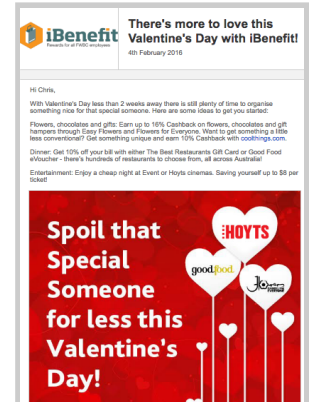 iBenefit
Rewards for all FWBC employees
There's more to love this
Valentine's Day with iBenefit!
4th February 2016
Hi Chris,
With Valentine's Day less than 2 weeks away there is still plenty of time to organise
something nice for that special someone. Here are some ideas to get you started:
Flowers, chocolates and gifts: Earn up to 16% Cashback on flowers, chocolates and gift
hampers through Easy Flowers and Flowers for Everyone. Want to get something a little
less conventional? Get something unique and earn 10% Cashback with coolthings.com.
Dinner: Get 10% off your bill with either The Best Restaurants Gift Card or Good Food
eVoucher - there's hundreds of restaurants to choose from, all across Australia!
Entertainment: Enjoy a cheap night at Event or Hoyts cinemas. Saving yourself up to $8 per
ticket!
Spoil that
Special
Someone
for less this
Valentine's
Day!
HOYTS
good food